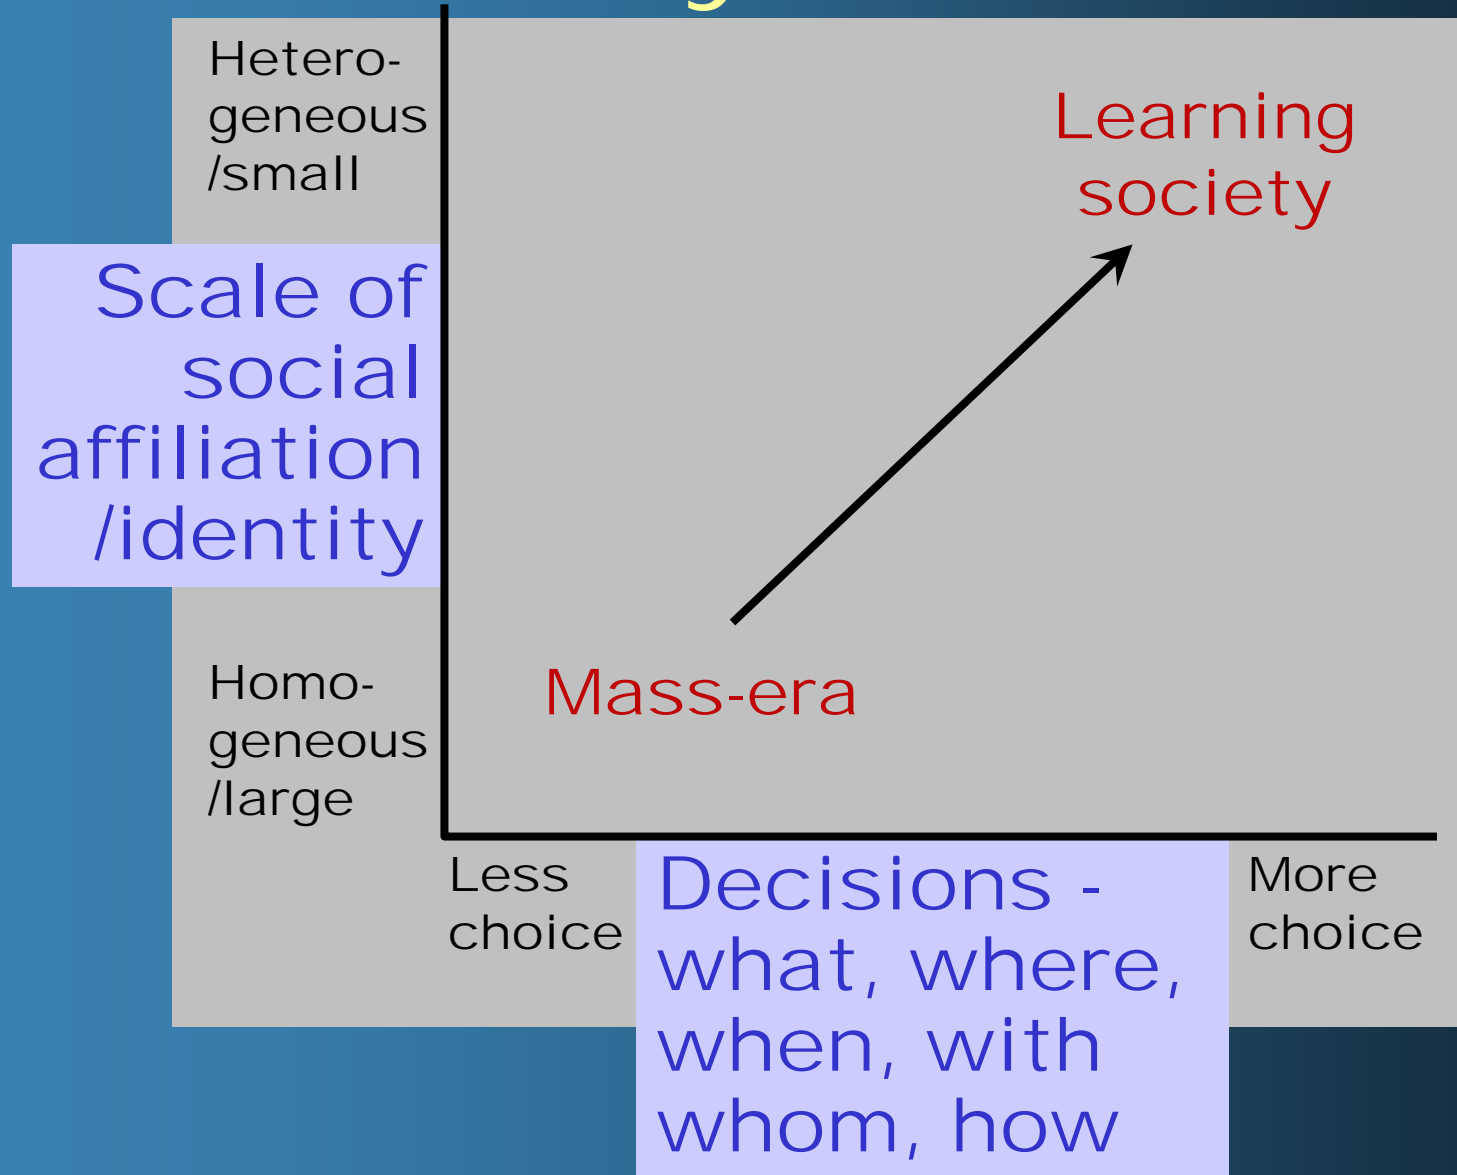 Hetero-
geneous
/small
Learning
society
Scale of
social
affiliation
/identity
Homo-
geneous
/large
Mass-era
Less
choice
Decisions -
what, where,
when, with
whom, how
More
choice